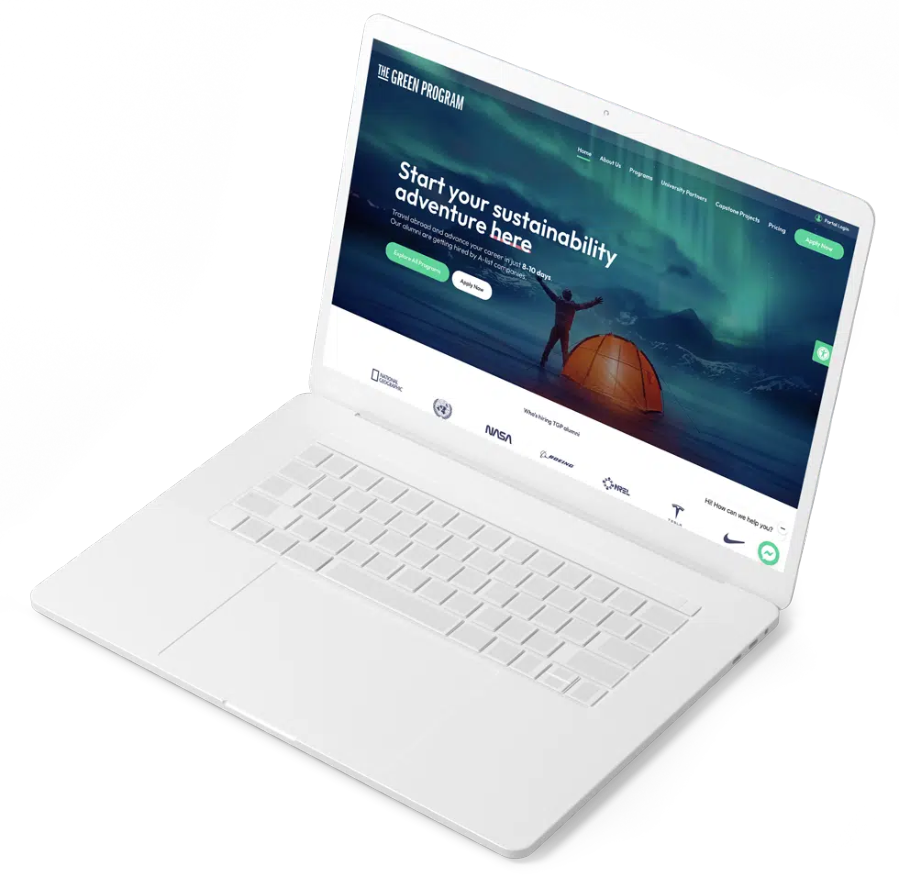 THE GREEN PROGRAM
Portal Login
Home
About Us
Programs
University Partners
Capstone Projects
Pricing
Apply Now
Start your sustainability
adventure here
Travel abroad and advance your career in just 8-10 days.
Our alumni are getting hired by A-list companies.
Explore All Programs
Apply Now
Who's hiring TGP alumni
NATIONAL
GEOGRAPHIC
NASA
BOEING
NREL
TESLA
Hi! How can we help you?